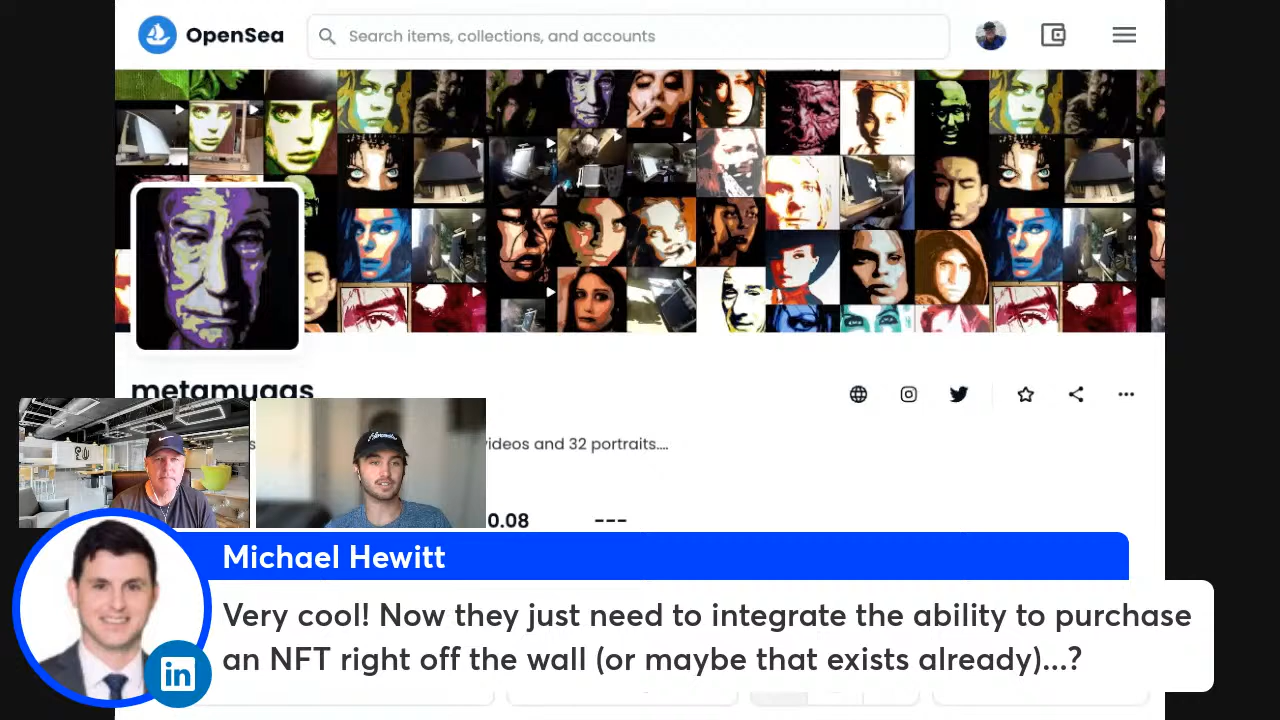 OpenSea
Search items, collections, and accounts
metamuggs
videos and 32 portraits....
0.08
---
Michael Hewitt
Very cool! Now they just need to integrate the ability to purchase
an NFT right off the wall (or maybe that exists already)...?
in